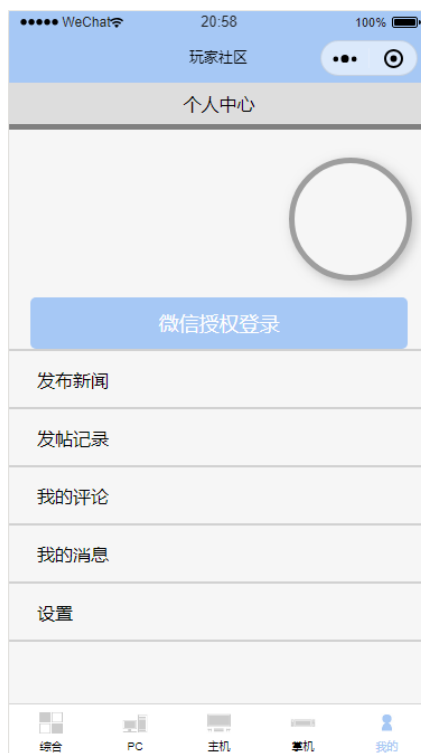 ●●●●● WeChat 20:58 100%
玩家社区
个人中心
微信授权登录
发布新闻
发帖记录
我的评论
我的消息
设置
综合 PC 主机 掌机 我的